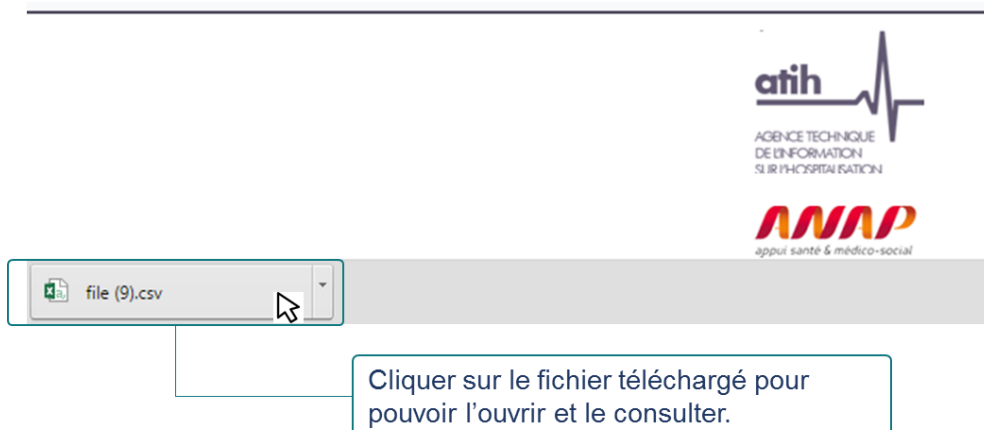 atih
AGENCE TECHNIQUE
DE L'INFORMATION
SUR L'HOSPITALISATION
ANAP
appui santé & médico-social
file (9).csv
Cliquer sur le fichier téléchargé pour
pouvoir l’ouvrir et le consulter.